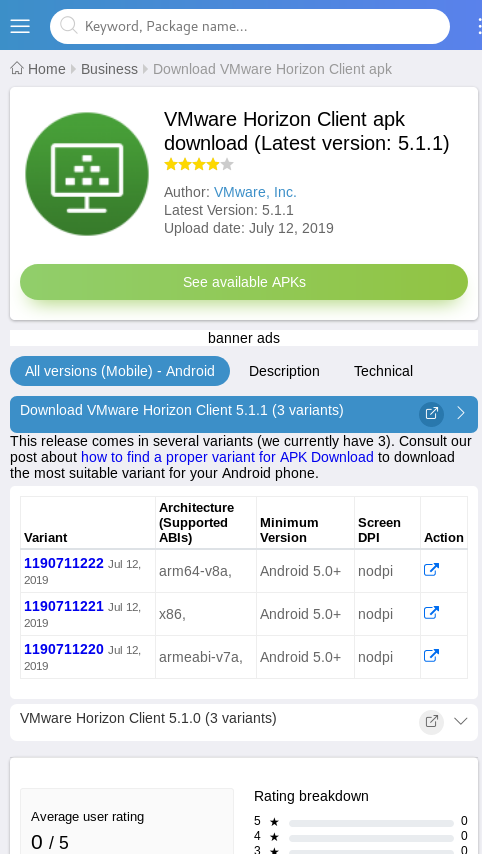 Keyword, Package name...
Home Business Download VMware Horizon Client apk
VMware Horizon Client apk
download (Latest version: 5.1.1)
Author: VMware, Inc.
Latest Version: 5.1.1
Upload date: July 12, 2019
See available APKs
banner ads
All versions (Mobile) - Android Description Technical
Download VMware Horizon Client 5.1.1 (3 variants)
This release comes in several variants (we currently have 3). Consult our
post about how to find a proper variant for APK Download to download
the most suitable variant for your Android phone.
Variant Architecture (Supported ABIs) Minimum Version Screen DPI Action
1190711222 Jul 12, 2019 arm64-v8a, Android 5.0+ nodpi
1190711221 Jul 12, 2019 x86, Android 5.0+ nodpi
1190711220 Jul 12, 2019 armeabi-v7a, Android 5.0+ nodpi
VMware Horizon Client 5.1.0 (3 variants)
Average user rating
0 / 5
Rating breakdown
5 ★ 0
4 ★ 0
3 ★ 0